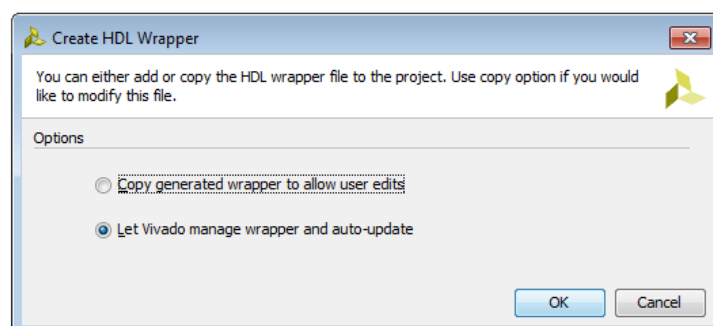 Create HDL Wrapper
You can either add or copy the HDL wrapper file to the project. Use copy option if you would
like to modify this file.
Options
Copy generated wrapper to allow user edits
Let Vivado manage wrapper and auto-update
OK
Cancel